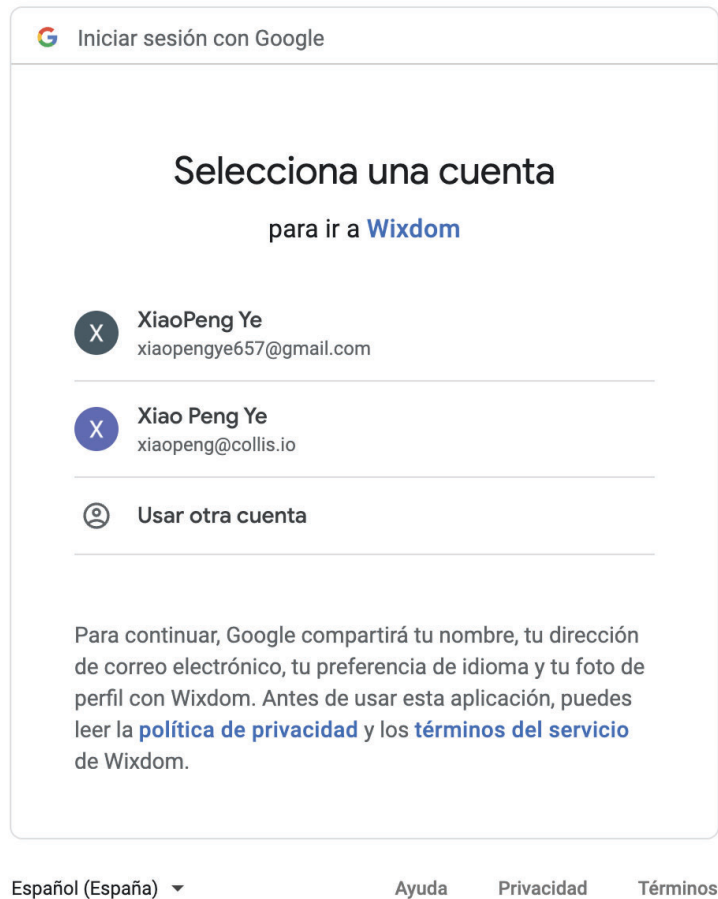 Iniciar sesión con Google
Selecciona una cuenta
para ir a Wixdom
X
XiaoPeng Ye
xiaopengye657@gmail.com
X
Xiao Peng Ye
xiaopeng@collis.io
Usar otra cuenta
Para continuar, Google compartirá tu nombre, tu dirección
de correo electrónico, tu preferencia de idioma y tu foto de
perfil con Wixdom. Antes de usar esta aplicación, puedes
leer la política de privacidad y los términos del servicio
de Wixdom.
Español (España) Ayuda Privacidad Términos